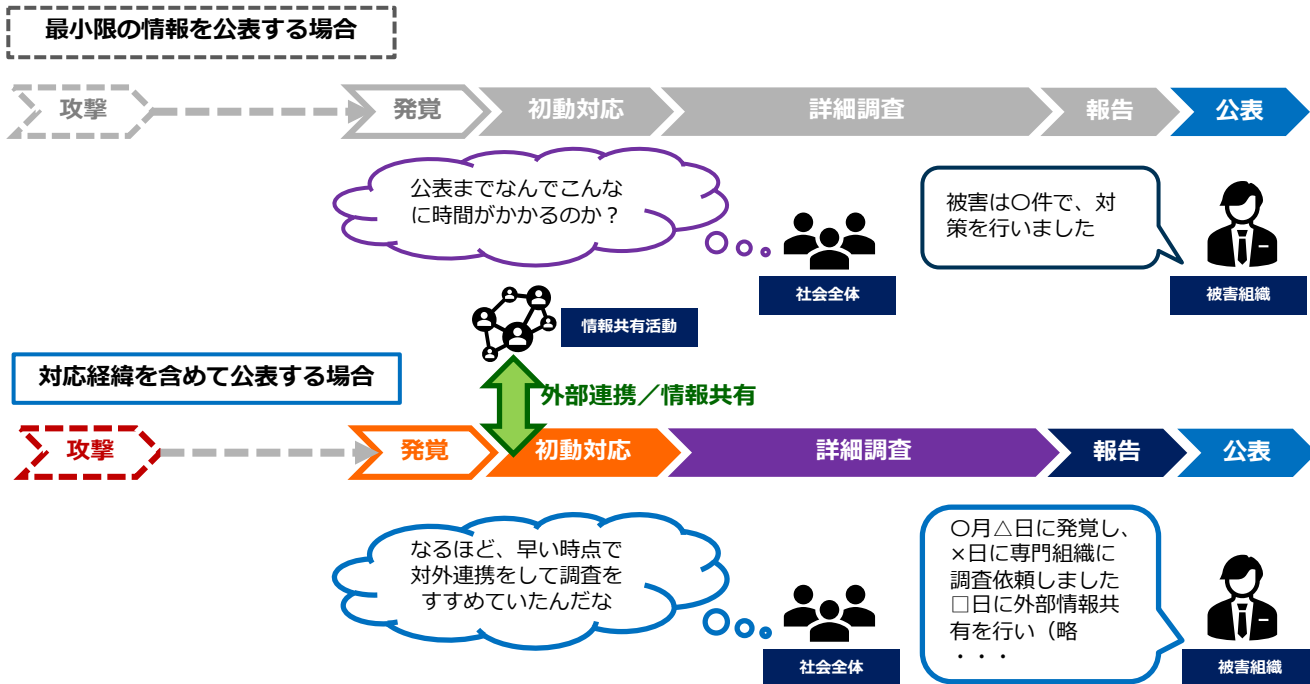 最小限の情報を公表する場合
攻撃
発覚
初動対応
詳細調査
報告
公表
公表までなんでこんな
に時間がかかるのか？
被害は〇件で、対
策を行いました
社会全体
被害組織
情報共有活動
対応経緯を含めて公表する場合
外部連携／情報共有
攻撃
発覚
初動対応
詳細調査
報告
公表
なるほど、早い時点で
対外連携をして調査を
すすめていたんだな
〇月△日に発覚し、
×日に専門組織に
調査依頼しました
□日に外部情報共
有を行い（略
・・・
社会全体
被害組織